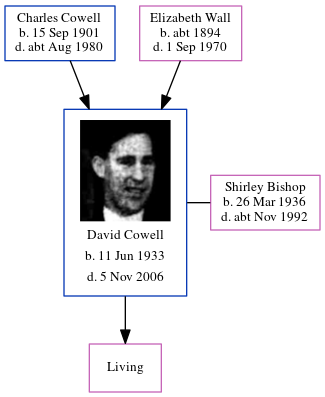 Charles Cowell
b. 15 Sep 1901
d. abt Aug 1980
Elizabeth Wall
b. abt 1894
d. 1 Sep 1970
David Cowell
b. 11 Jun 1933
d. 5 Nov 2006
Shirley Bishop
b. 26 Mar 1936
d. abt Nov 1992
Living